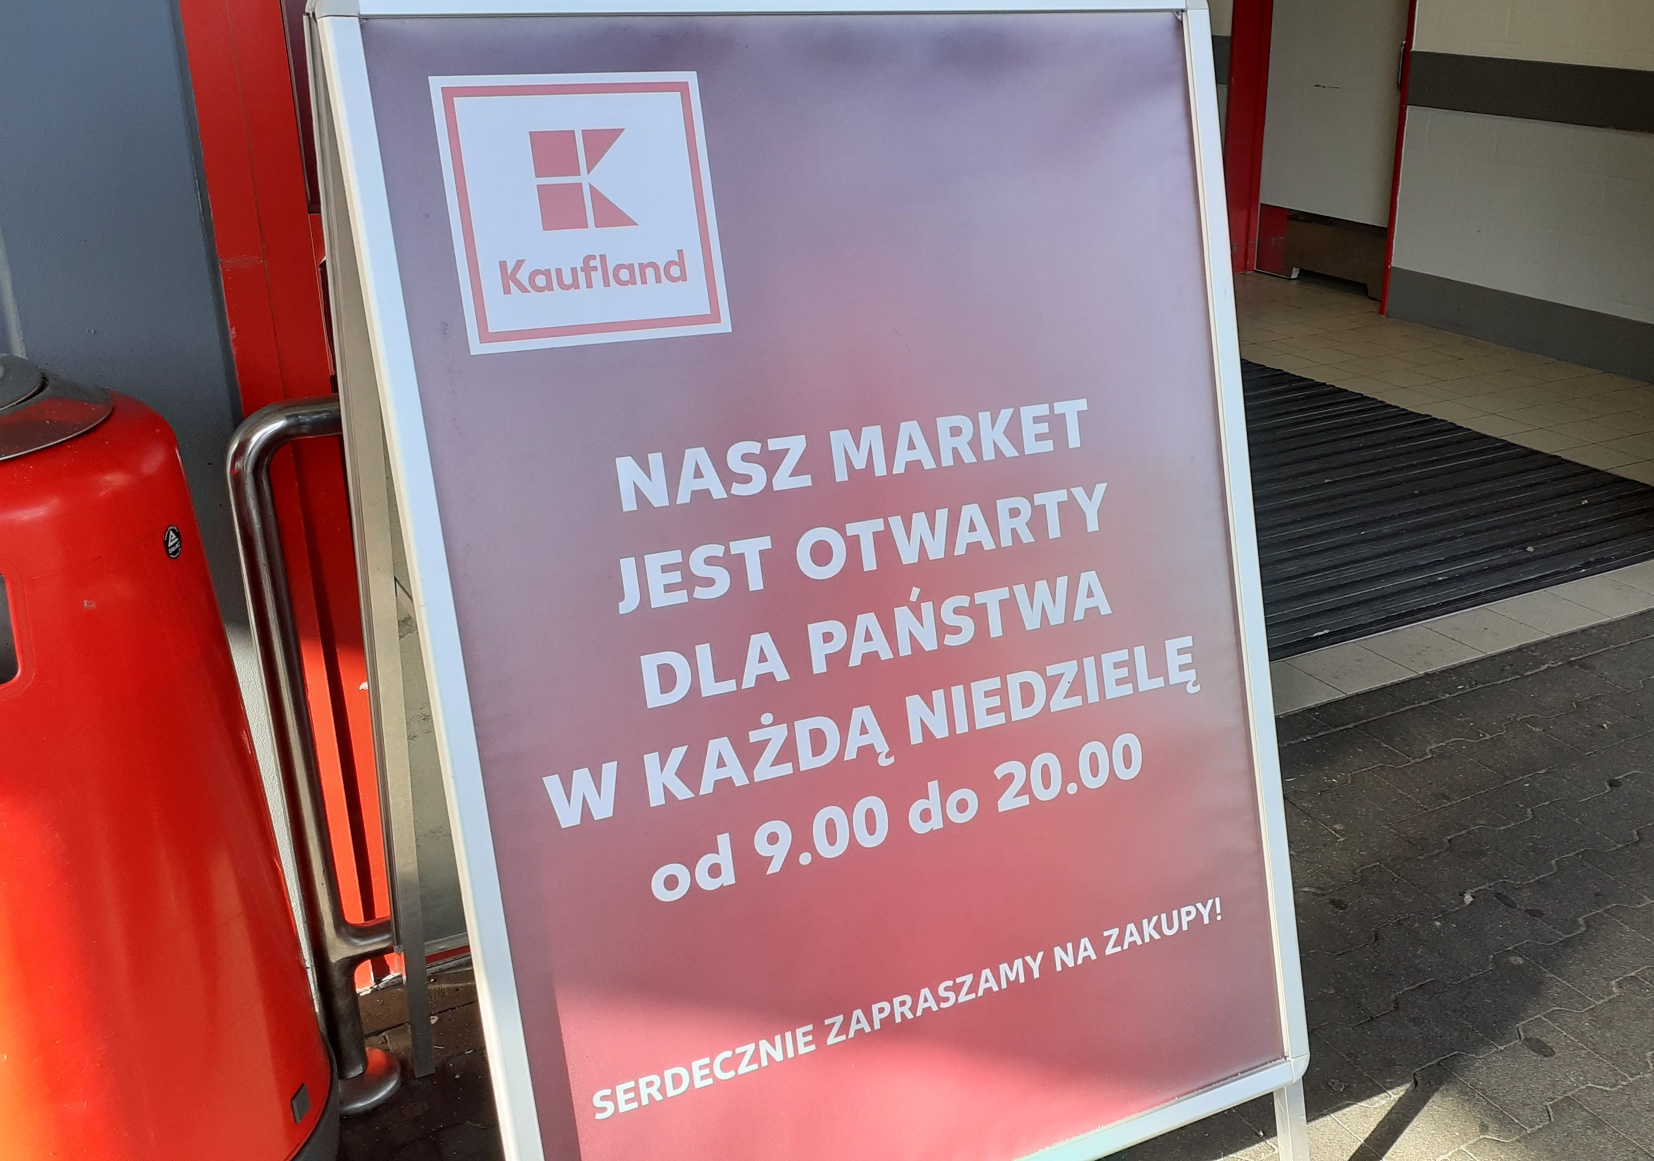 Kaufland
NASZ MARKET
JEST OTWARTY
DLA PAŃSTWA
W KAŻDĄ NIEDZIELĘ
od 9.00 do 20.00
SERDECZNIE ZAPRASZAMY NA ZAKUPY!